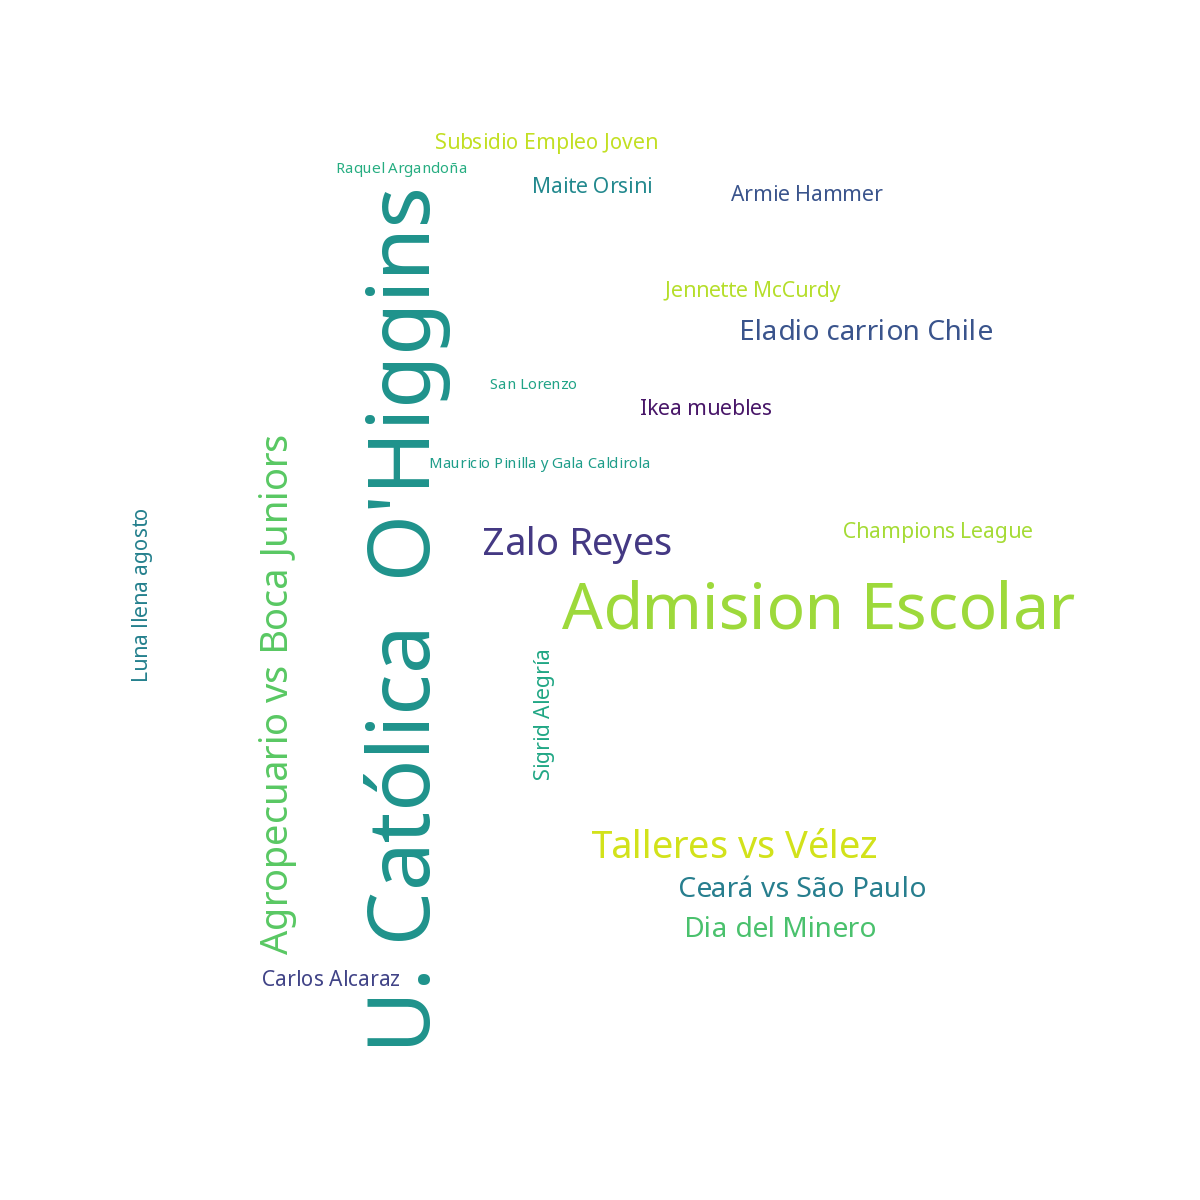 Subsidio Empleo Joven
Raquel Argandoña
Maite Orsini
Armie Hammer
Jennette McCurdy
Eladio carrion Chile
San Lorenzo
Ikea muebles
Mauricio Pinilla y Gala Caldirola
Zalo Reyes
Champions League
Admision Escolar
Luna llena agosto
Agropecuario vs Boca Juniors
U. Católica  O'Higgins
Sigrid Alegría
Talleres vs Vélez
Ceará vs São Paulo
Dia del Minero
Carlos Alcaraz